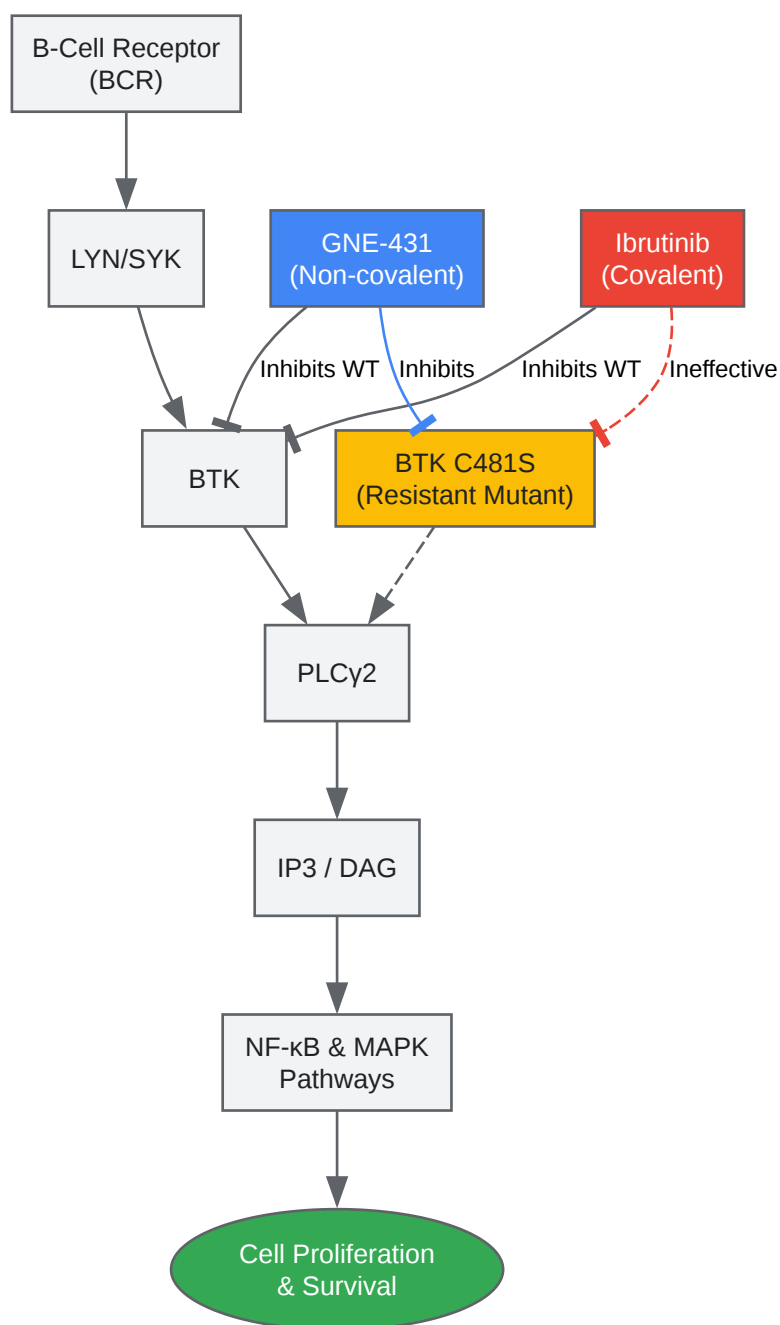 B-Cell Receptor
(BCR)
LYN/SYK
GNE-431
(Non-covalent)
Ibrutinib
(Covalent)
Inhibits WT
Inhibits
Inhibits WT
Ineffective
BTK
BTK C481S
(Resistant Mutant)
PLCγ2
IP3 / DAG
NF-κB & MAPK
Pathways
Cell Proliferation
& Survival